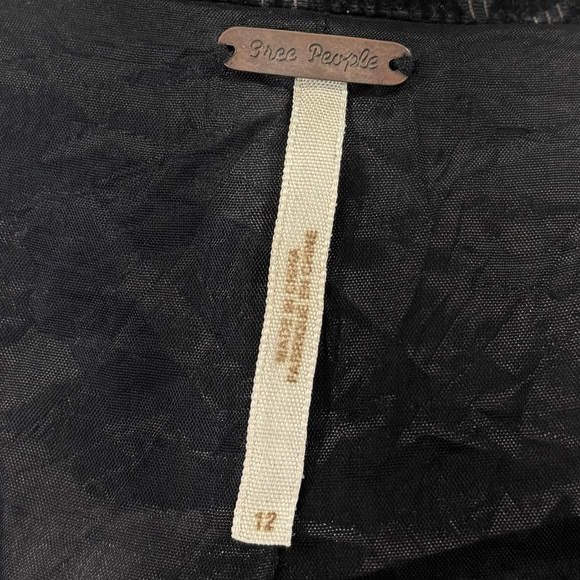 Free People
MADE IN CHINA
FABRIQUE EN CHINE
12